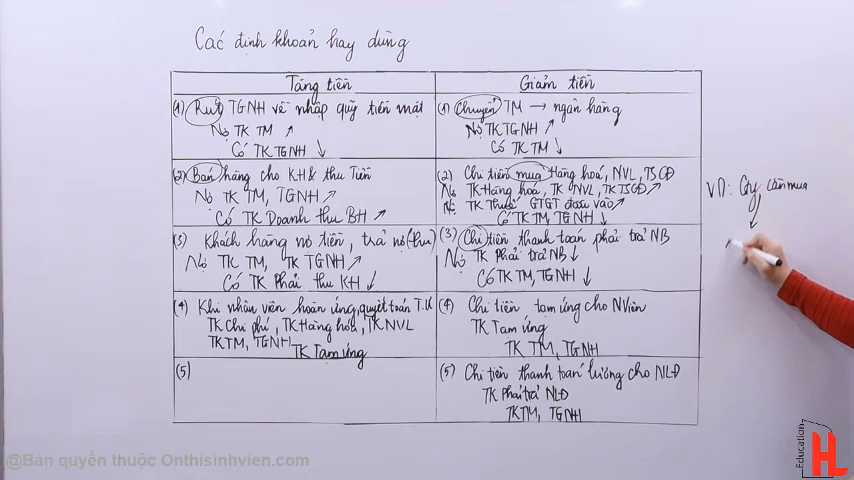 Các định khoản hay dùng
Tăng tiền
Giảm tiền
(1) Rút TGNH về nhập quỹ tiền mặt
Nợ TK TM ↗
Có TK TGNH ↓
(1) Chuyển TM → ngân hàng
Nợ TK TGNH ↗
Có TK TM ↓
(2) Bán hàng cho KH & thu Tiền
Nợ TK TM, TGNH ↗
Có TK Doanh thu BH ↗
(2) Chi tiền mua Hàng hoá, NVL, TSCĐ
Nợ TK Hàng hóa, TK NVL, TK TSCĐ ↗
Nợ TK Thuế GTGT đầu vào ↗
Có TK TM, TGNH ↓
(3) Khách hàng nợ tiền, trả nợ (thu)
Nợ TK TM, TK TGNH ↗
Có TK Phải thu KH ↓
(3) Chi tiền thanh toán phải trả NB
Nợ TK Phải trả NB ↓
Có TK TM, TGNH ↓
(4) Khi nhân viên hoàn ứng, quyết toán T.Ư
TK Chi phí, TK Hàng hóa, TK NVL
TK TM, TGNH
TK Tạm ứng
(4) Chi tiền tạm ứng cho NViên
TK Tạm ứng
TK TM, TGNH
(5)
(5) Chi tiền thanh toán lương cho NLĐ
TK Phải trả NLĐ
TK TM, TGNH
VD: Cty cần mua
@Bản quyền thuộc Onthisinhvien.com
Education
HL